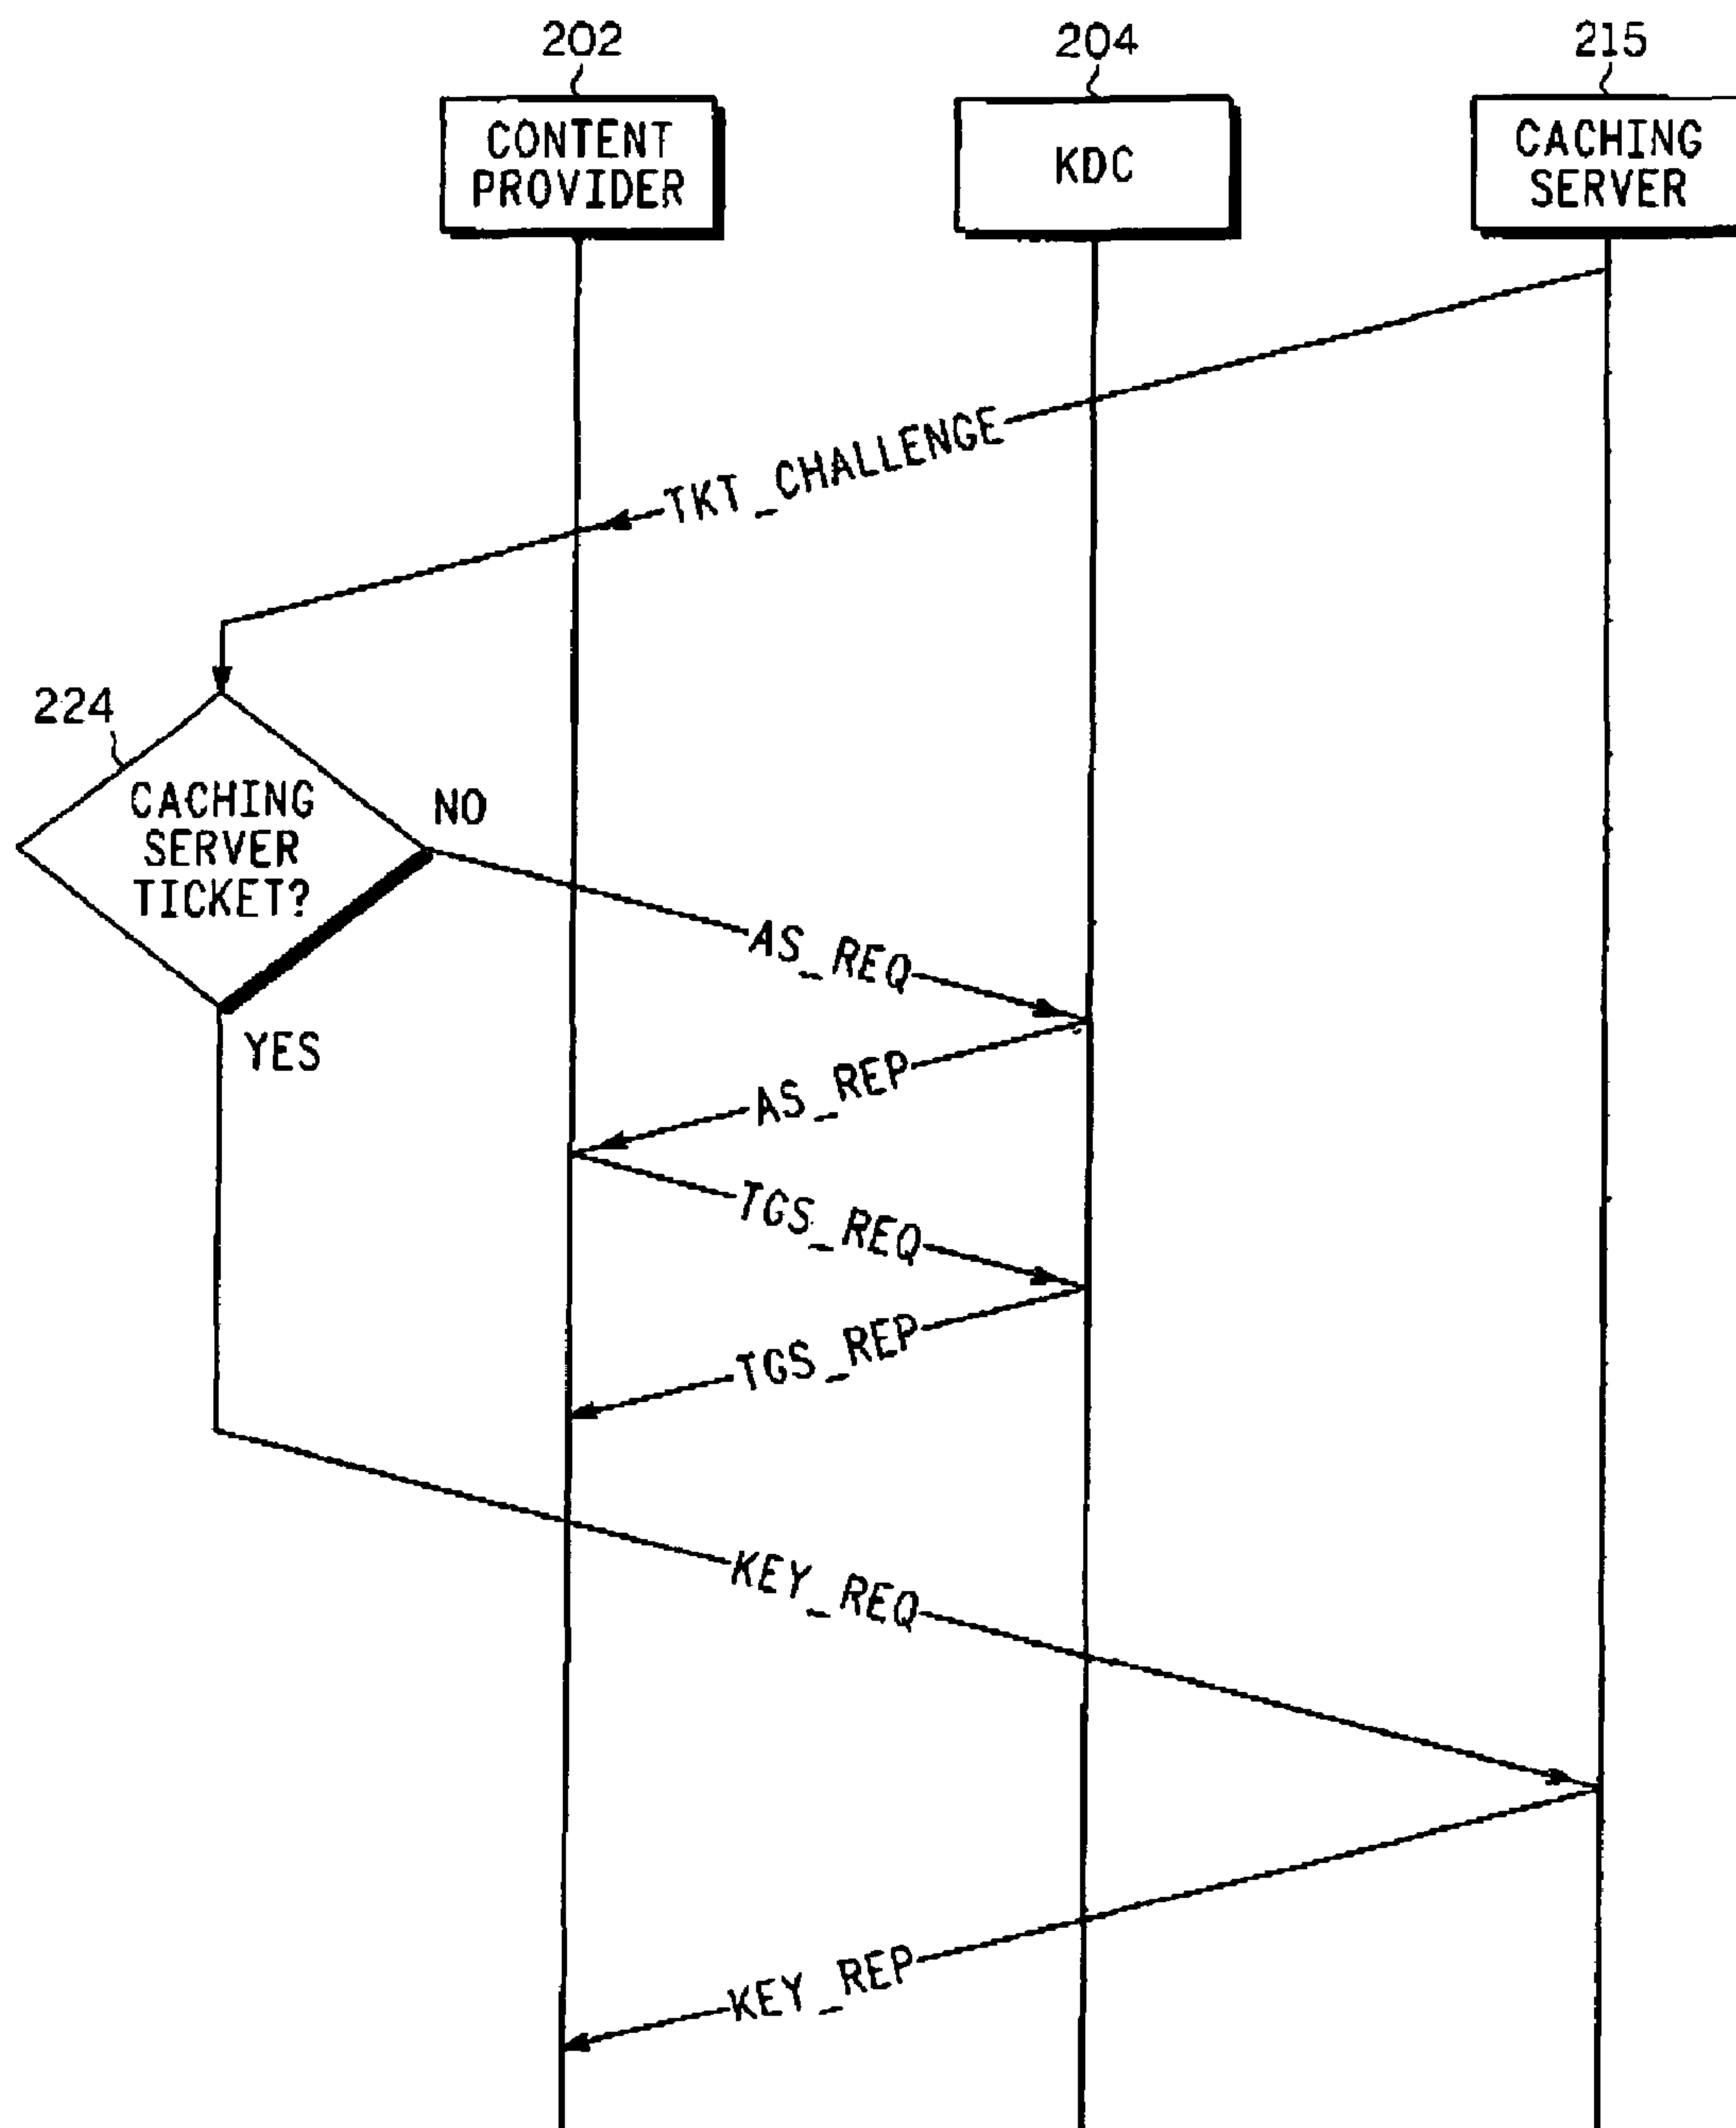 202
204
215
CONTENT
PROVIDER
KDC
CACHING
SERVER
TKT_CHALLENGE
224
CACHING
SERVER
TICKET?
NO
YES
AS_REQ
AS_REP
TGS_REQ
TGS_REP
KEY_REQ
KEY_REP